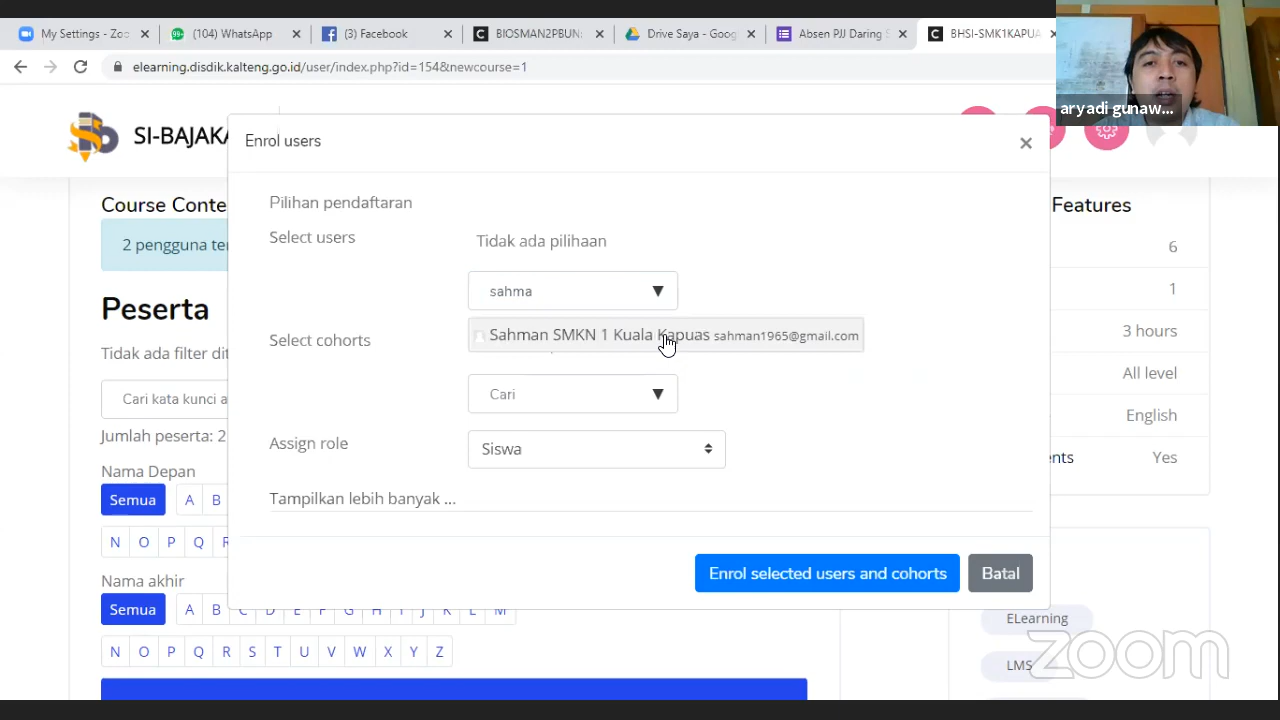 My Settings - Zoo
(104) WhatsApp
(3) Facebook
BIOSMAN2PBUN:
Drive Saya - Goog
Absen PJJ Daring S
BHSI-SMK1KAPUA
elearning.disdik.kalteng.go.id/user/index.php?id=154&newcourse=1
aryadi gunaw...
SI-BAJAKA
Enrol users
×
Course Conte
Features
Pilihan pendaftaran
Select users
Tidak ada pilihaan
2 pengguna ter
6
sahma
1
Peserta
Sahman SMKN 1 Kuala Kapuas sahman1965@gmail.com
Select cohorts
3 hours
Tidak ada filter dit
All level
Cari kata kunci a
Cari
English
Jumlah peserta: 2
Assign role
Siswa
ents
Yes
Nama Depan
Semua
A
B
Tampilkan lebih banyak ...
N
O
P
Q
R
Enrol selected users and cohorts
Batal
Nama akhir
Semua
A
B
C
D
E
F
G
H
I
J
K
L
M
ELearning
N
O
P
Q
R
S
T
U
V
W
X
Y
Z
LMS
zoom